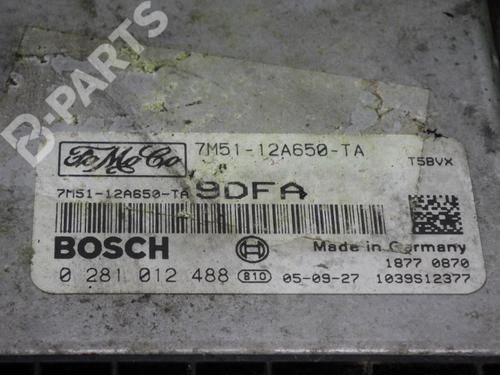 B-PARTS
FoMoCo
7M51-12A650-TA
T5BVX
7M51-12A650-TA 9DFA
BOSCH
Made in Germany
0 281 012 488 B10 05-09-27
1877 0870
1039S12377